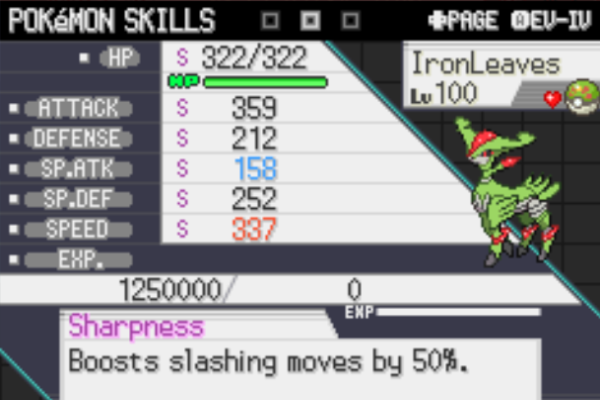 POKéMON SKILLS
PAGE EV-IV
HP S 322/322
HP
IronLeaves
Lv100
ATTACK S 359
DEFENSE S 212
SP.ATK S 158
SP.DEF S 252
SPEED S 337
EXP.
1250000/ 0
EXP
Sharpness
Boosts slashing moves by 50%.